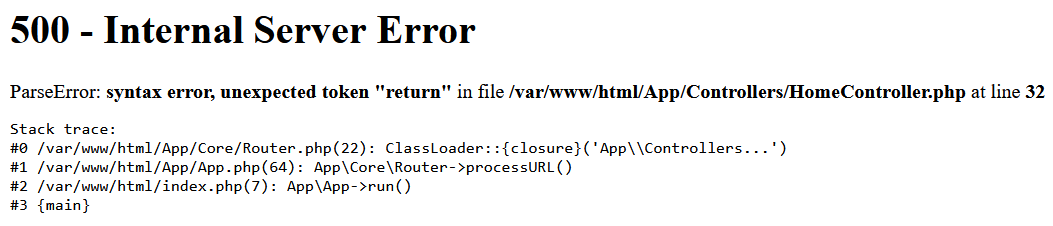 500 - Internal Server Error
ParseError: syntax error, unexpected token "return" in file /var/www/html/App/Controllers/HomeController.php at line 32
Stack trace:
#0 /var/www/html/App/Core/Router.php(22): ClassLoader::{closure}('App\\Controllers...')
#1 /var/www/html/App/App.php(64): App\Core\Router->processURL()
#2 /var/www/html/index.php(7): App\App->run()
#3 {main}